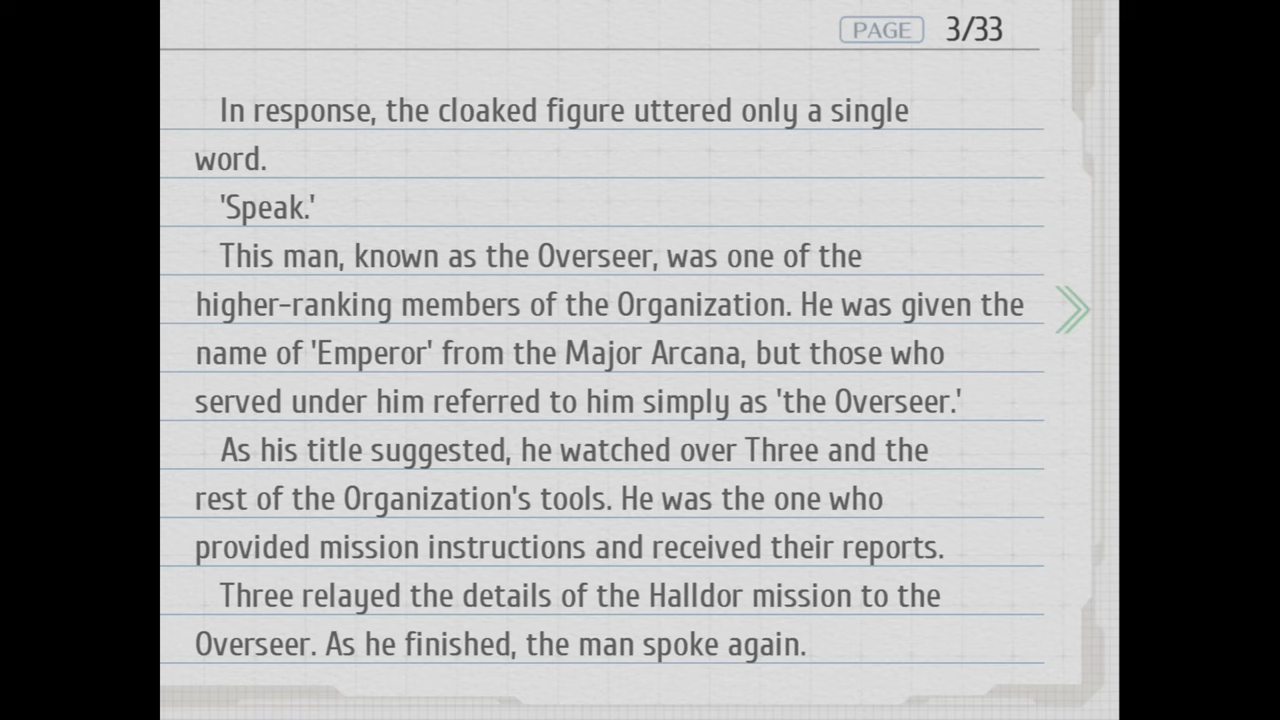 PAGE 3/33
In response, the cloaked figure uttered only a single
word.
'Speak.'
This man, known as the Overseer, was one of the
higher-ranking members of the Organization. He was given the
name of 'Emperor' from the Major Arcana, but those who
served under him referred to him simply as 'the Overseer.'
As his title suggested, he watched over Three and the
rest of the Organization's tools. He was the one who
provided mission instructions and received their reports.
Three relayed the details of the Halldor mission to the
Overseer. As he finished, the man spoke again.